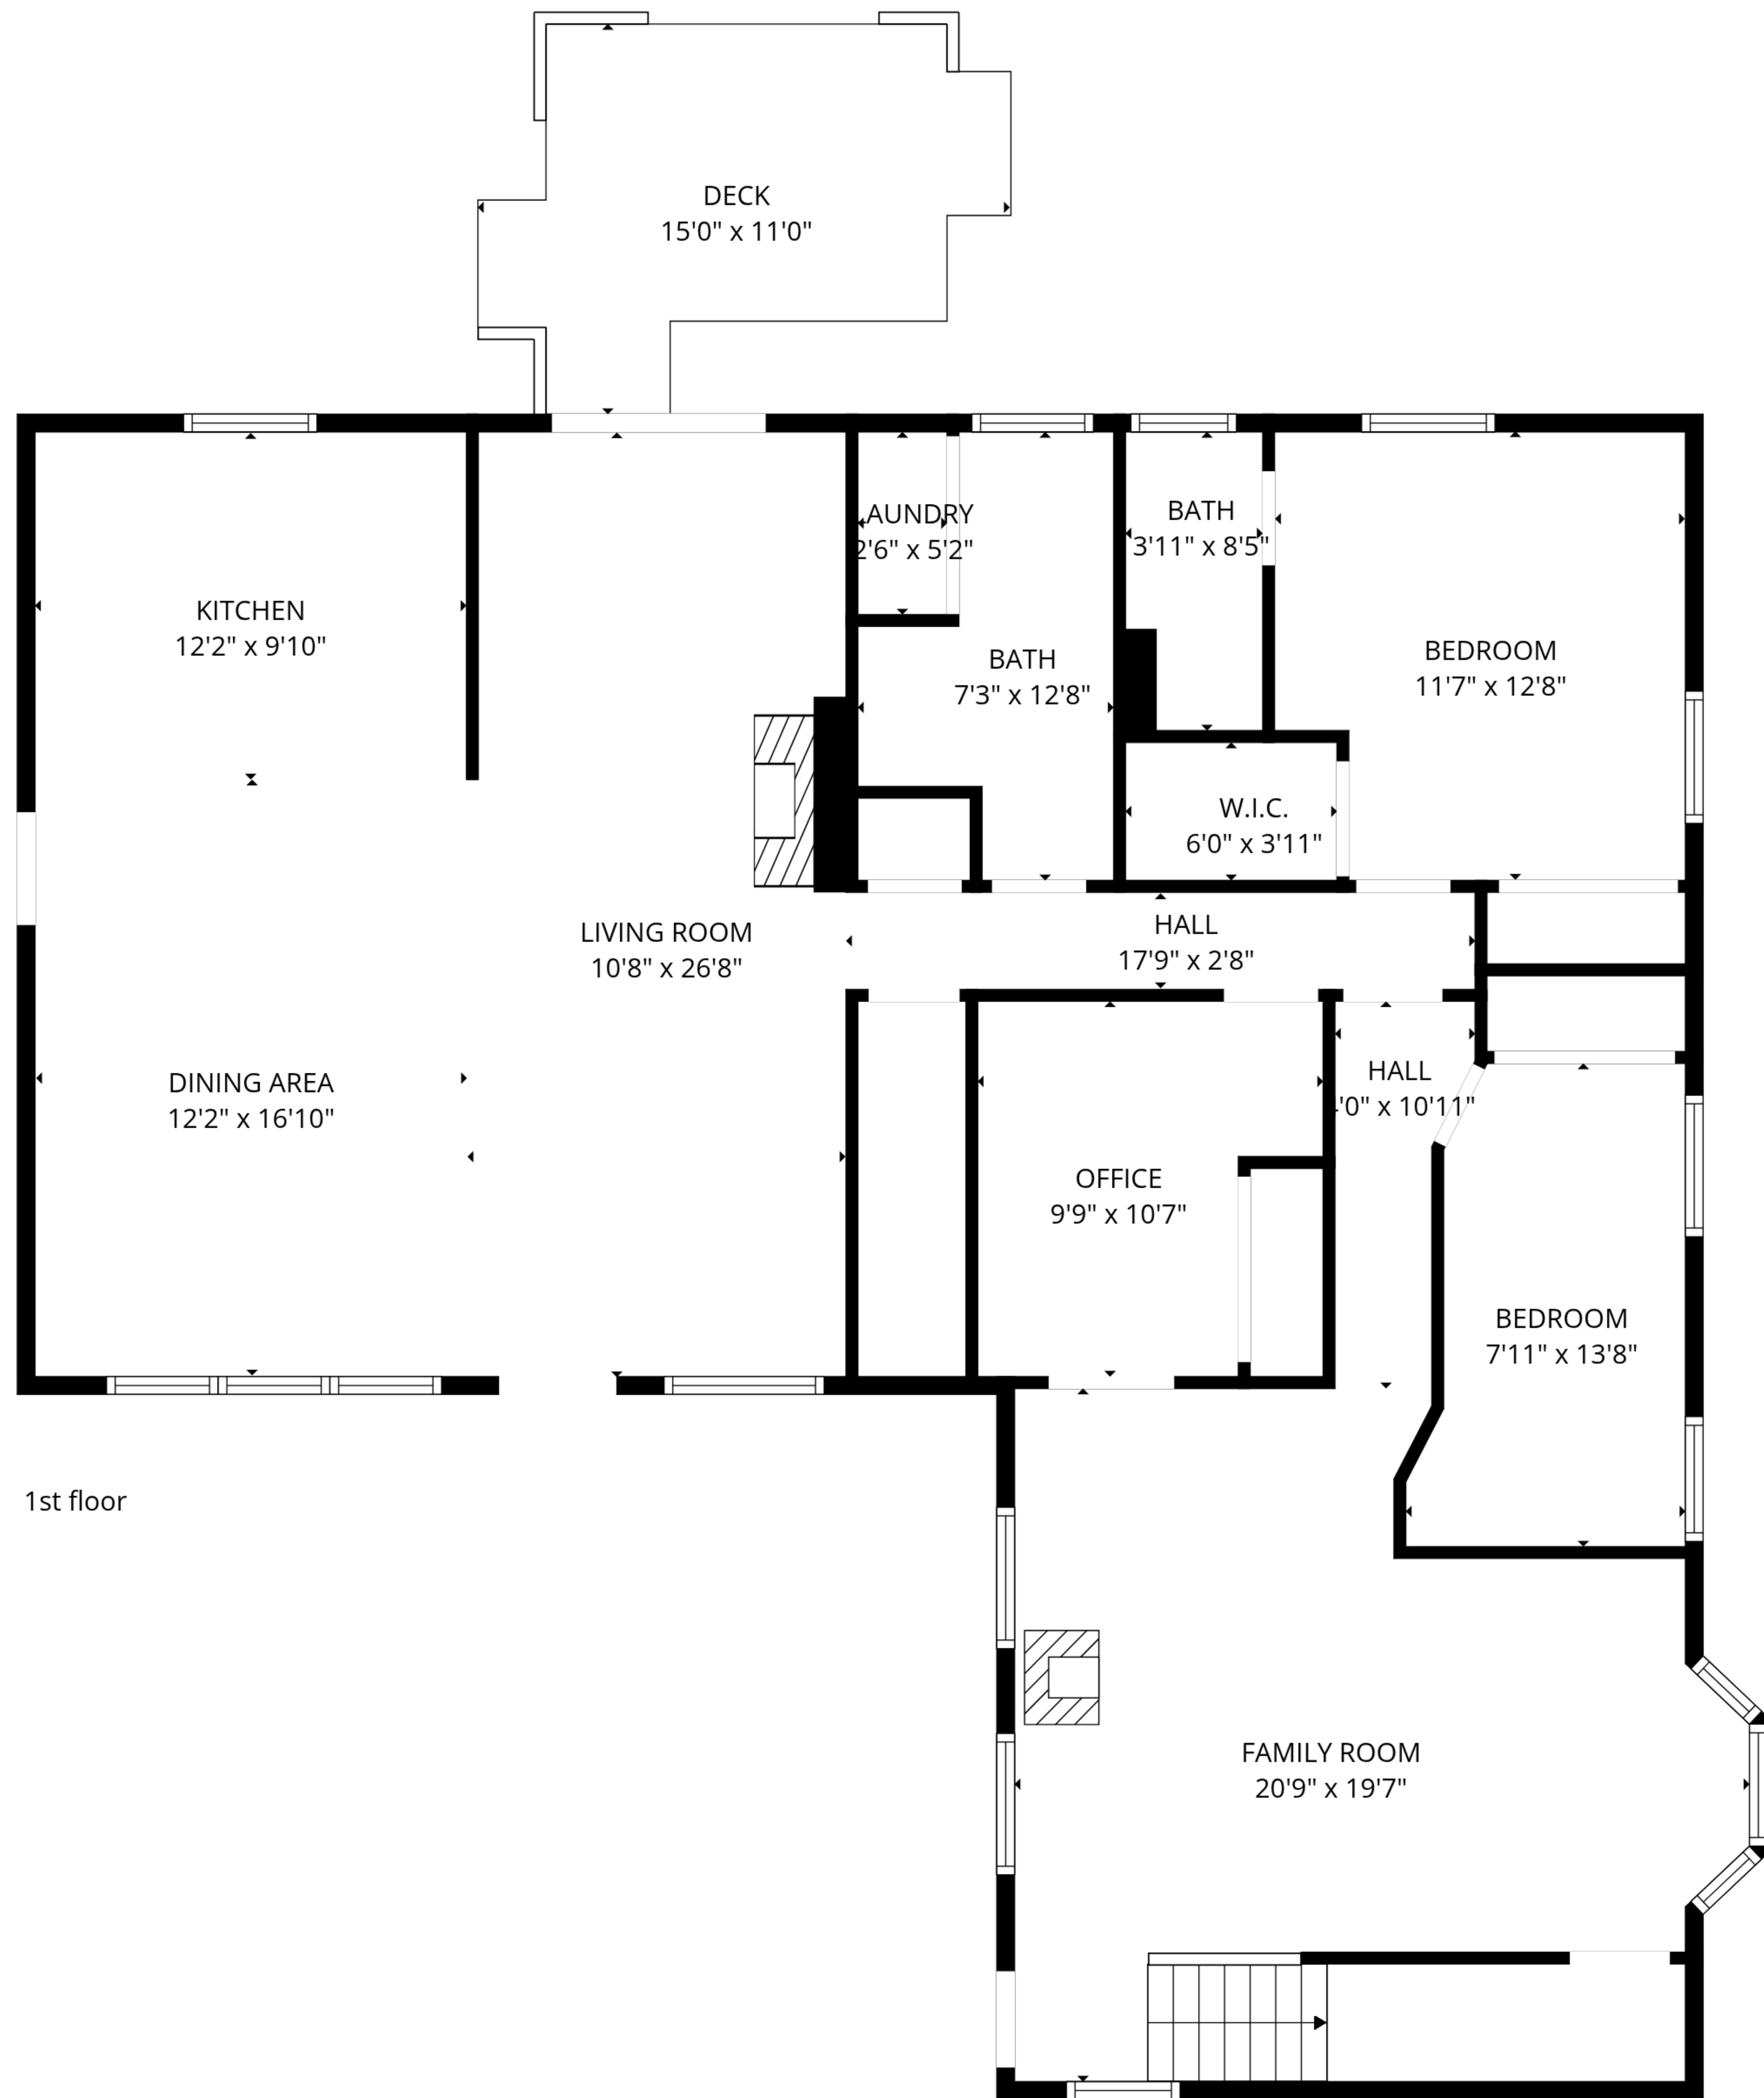 DECK
15'0" x 11'0"
AUNDRY
2'6" x 5'2"
BATH
3'11" x 8'5"
KITCHEN
12'2" x 9'10"
BATH
7'3" x 12'8"
BEDROOM
11'7" x 12'8"
W.I.C.
6'0" x 3'11"
LIVING ROOM
10'8" x 26'8"
HALL
17'9" x 2'8"
DINING AREA
12'2" x 16'10"
HALL
'0" x 10'11"
OFFICE
9'9" x 10'7"
BEDROOM
7'11" x 13'8"
1st floor
FAMILY ROOM
20'9" x 19'7"